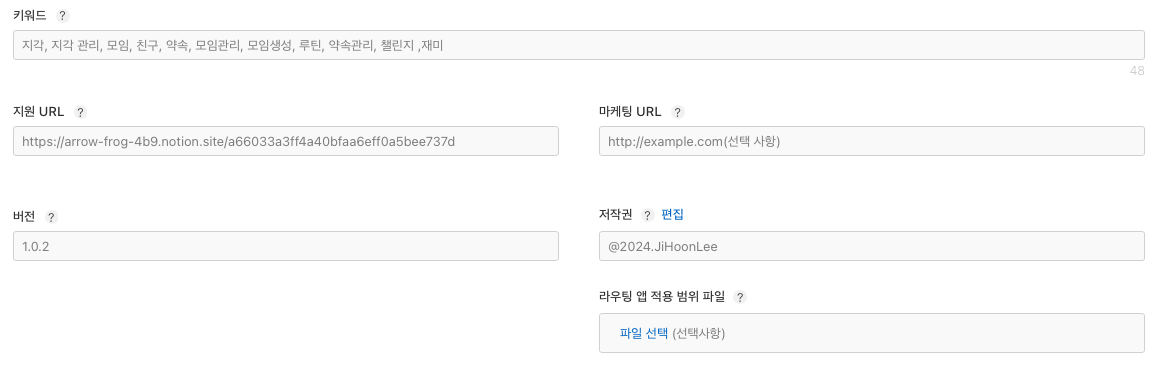 키워드 ?
지각, 지각 관리, 모임, 친구, 약속, 모임관리, 모임생성, 루틴, 약속관리, 챌린지 ,재미
48
지원 URL ?
https://arrow-frog-4b9.notion.site/a66033a3ff4a40bfaa6eff0a5bee737d
마케팅 URL ?
http://example.com(선택 사항)
버전 ?
1.0.2
저작권 ? 편집
@2024.JiHoonLee
라우팅 앱 적용 범위 파일 ?
파일 선택 (선택사항)